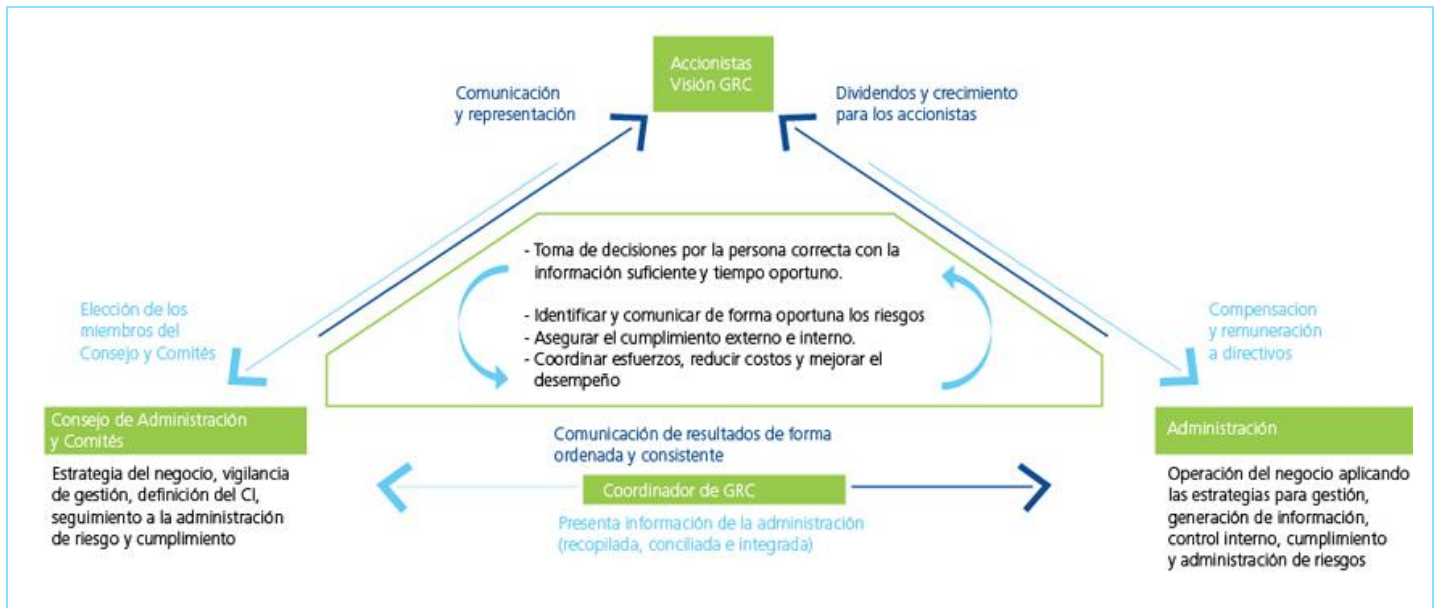 Accionistas
Visión GRC
Comunicación
y representación
Dividendos y crecimiento
para los accionistas
- Toma de decisiones por la persona correcta con la
información suficiente y tiempo oportuno.
- Identificar y comunicar de forma oportuna los riesgos
- Asegurar el cumplimiento externo e interno.
- Coordinar esfuerzos, reducir costos y mejorar el
desempeño
Elección de los
miembros del
Consejo y Comités
Compensacion
y remuneración
a directivos
Consejo de Administración
y Comités
Estrategia del negocio, vigilancia
de gestión, definición del CI,
seguimiento a la administración
de riesgo y cumplimiento
Comunicación de resultados de forma
ordenada y consistente
Coordinador de GRC
Presenta información de la administración
(recopilada, conciliada e integrada)
Administración
Operación del negocio aplicando
las estrategias para gestión,
generación de información,
control interno, cumplimiento
y administración de riesgos